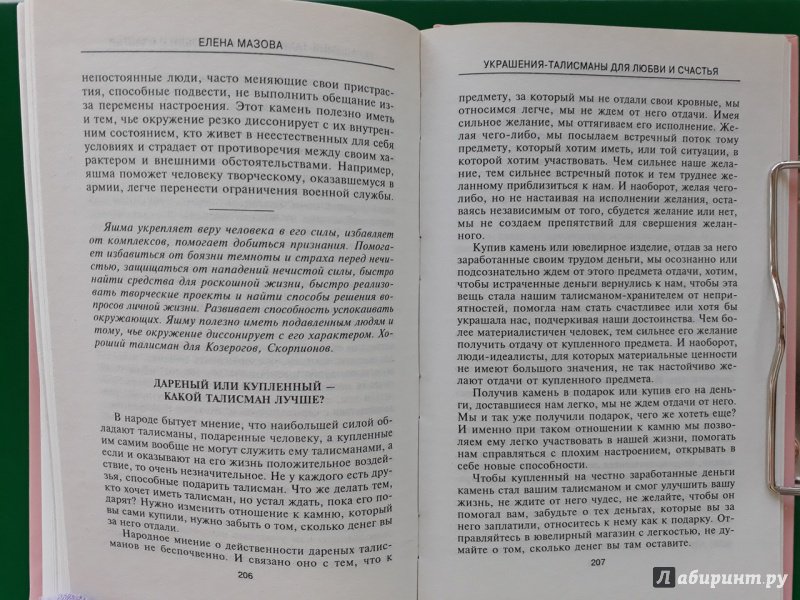 ЕЛЕНА МАЗОВА
непостоянные люди, часто меняющие свои пристрас-
тия, способные подвести, не выполнить обещание из-
за перемены настроения. Этот камень полезно иметь
и тем, чье окружение резко диссонирует с их внутрен-
ним состоянием, кто живет в неестественных для себя
условиях и страдает от противоречия между своим ха-
рактером и внешними обстоятельствами. Например,
яшма поможет человеку творческому, оказавшемуся в
армии, легче перенести ограничения военной службы.
Яшма укрепляет веру человека в его силы, избавляет
от комплексов, помогает добиться признания. Помога-
ет избавиться от боязни темноты и страха перед нечи-
стью, защищаться от нападений нечистой силы, быстро
найти средства для роскошной жизни, быстро реализо-
вать творческие проекты и найти способы решения во-
просов личной жизни. Развивает способность успокаивать
окружающих. Яшму полезно иметь подавленным людям и
тому, чье окружение диссонирует с его характером. Хо-
роший талисман для Козерогов, Скорпионов.
ДАРЕНЫЙ ИЛИ КУПЛЕННЫЙ —
КАКОЙ ТАЛИСМАН ЛУЧШЕ?
В народе бытует мнение, что наибольшей силой об-
ладают талисманы, подаренные человеку, а купленные
им самим вообще не могут служить ему талисманами, а
если и оказывают на его жизнь положительное воздей-
ствие, то очень незначительное. Не у каждого есть дру-
зья, способные подарить талисман. Что же делать тем,
кто хочет иметь талисман, но устал ждать, пока его по-
дарят? Нужно изменить отношение к камню, который
вы сами купили, нужно забыть о том, сколько денег вы
за него отдали.
Народное мнение о действенности дареных талис-
манов не беспочвенно. И связано оно с тем, что к
206
УКРАШЕНИЯ-ТАЛИСМАНЫ ДЛЯ ЛЮБВИ И СЧАСТЬЯ
предмету, за который мы не отдали свои кровные, мы
относимся легче, мы не ждем от него отдачи. Имея
сильное желание, мы оттягиваем его исполнение. Же-
лая чего-либо, мы посылаем встречный поток тому
предмету, который хотим иметь, или той ситуации, в
которой хотим участвовать. Чем сильнее наше жела-
ние, тем сильнее встречный поток и тем труднее же-
ланному приблизиться к нам. И наоборот, желая чего-
либо, но не настаивая на исполнении желания, оста-
ваясь независимым от того, сбудется желание или нет,
мы не создаем препятствий для свершения желан-
ного.
Купив камень или ювелирное изделие, отдав за него
заработанные своим трудом деньги, мы осознанно или
подсознательно ждем от этого предмета отдачи, хотим,
чтобы истраченные деньги вернулись к нам, чтобы эта
вещь стала нашим талисманом-хранителем от непри-
ятностей, помогла нам стать счастливее или хотя бы
украшала нас, подчеркивая наши достоинства. Чем бо-
лее материалистичен человек, тем сильнее его желание
получить отдачу от купленного предмета. И наоборот,
люди-идеалисты, для которых материальные ценности
не имеют большого значения, не так настойчиво же-
лают отдачи от купленного предмета.
Получив камень в подарок или купив его на день-
ги, доставшиеся нам легко, мы не ждем отдачи от него.
Мы и так уже получили подарок, чего же хотеть еще?
И именно при таком отношении к камню мы позво-
ляем ему легко участвовать в нашей жизни, помогать
нам справляться с плохим настроением, открывать в
себе новые способности.
Чтобы купленный на честно заработанные деньги
камень стал вашим талисманом и смог улучшить вашу
жизнь, не ждите от него чудес, не желайте, чтобы он
помогал вам, забудьте о тех деньгах, которые вы за
него заплатили, относитесь к нему как к подарку. От-
правляйтесь в ювелирный магазин с легкостью, не ду-
майте о том, сколько денег вы там оставите.
207
Лабиринт.ру